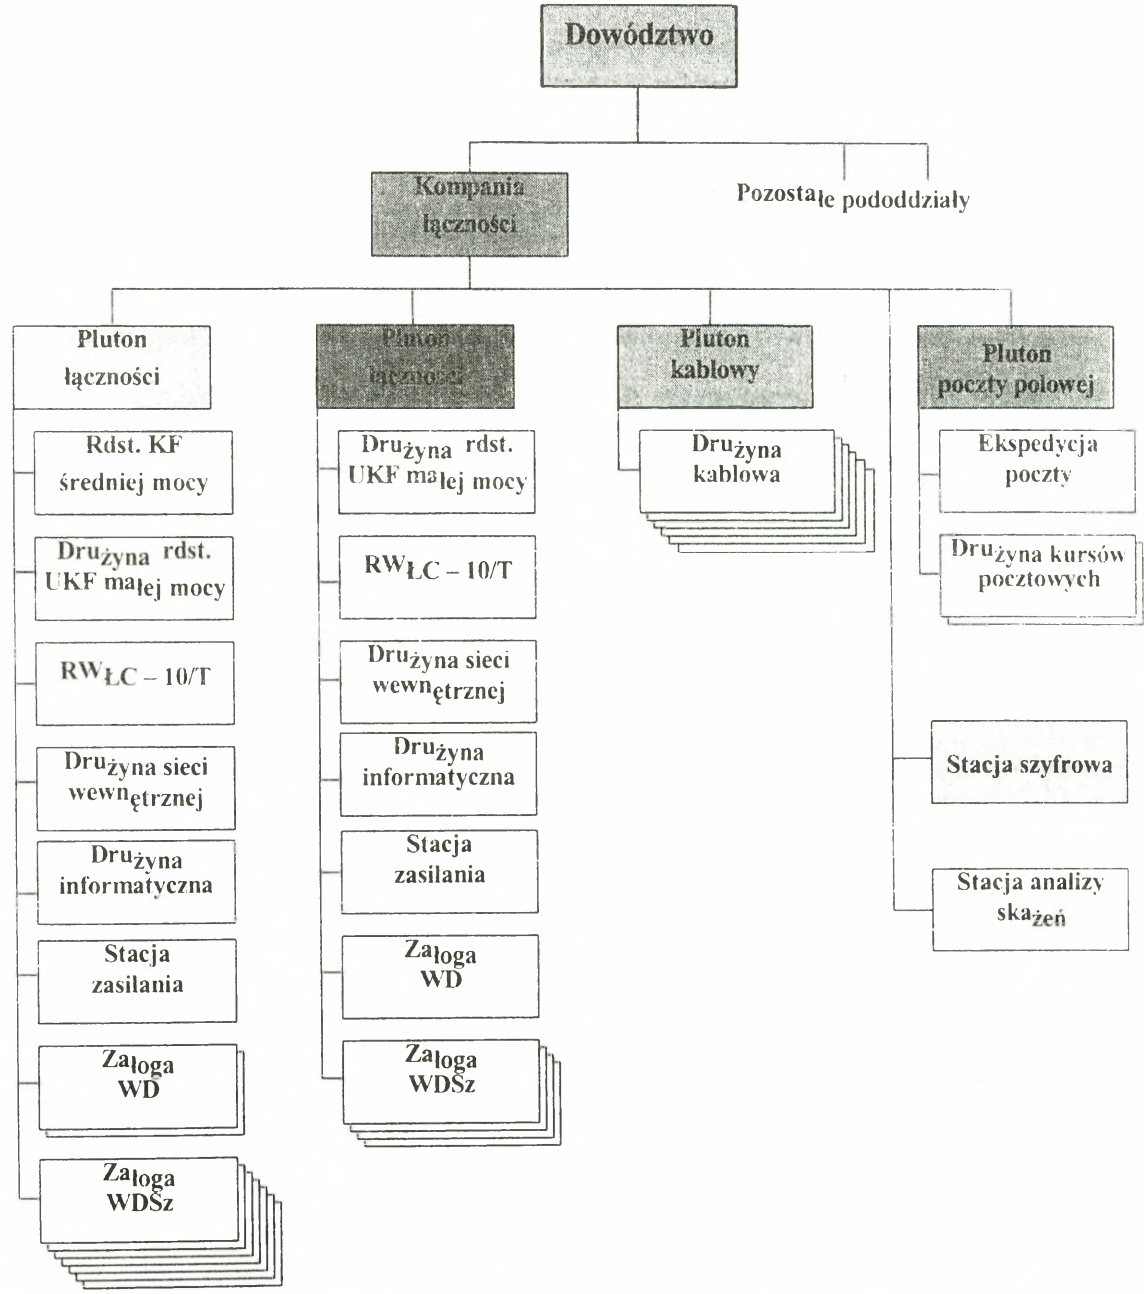 Dowództwo
Kompania
łączności
Pozostałe pododdziały
Pluton
łączności
Rdst. KF
średniej mocy
Drużyna rdst.
UKF małej mocy
RWŁC – 10/T
Drużyna sieci
wewnętrznej
Drużyna
informatyczna
Stacja
zasilania
Załoga
WD
Załoga
WDSz
Pluton
łączności
Drużyna rdst.
UKF małej mocy
RWŁC – 10/T
Drużyna sieci
wewnętrznej
Drużyna
informatyczna
Stacja
zasilania
Załoga
WD
Załoga
WDSz
Pluton
kablowy
Drużyna
kablowa
Pluton
poczty polowej
Ekspedycja
poczty
Drużyna kursów
pocztowych
Stacja szyfrowa
Stacja analizy
skażeń